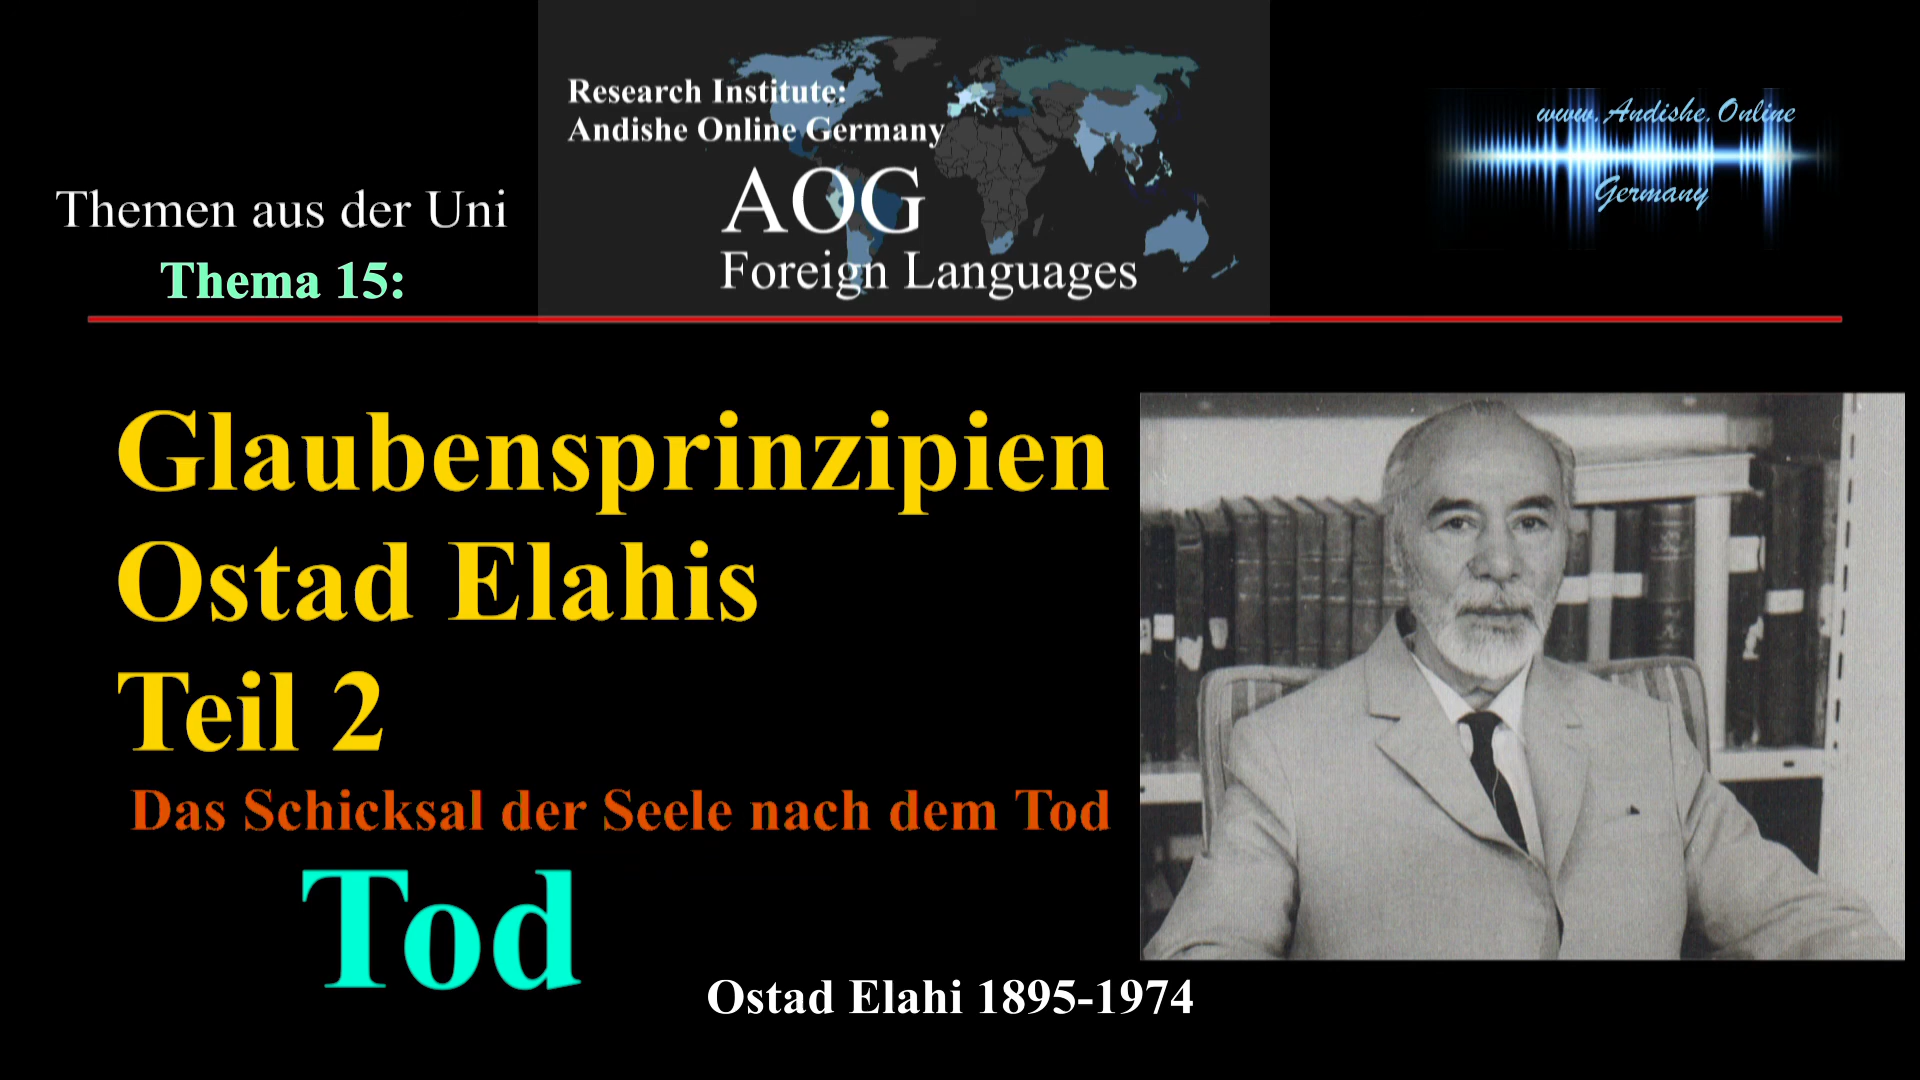 Research Institute:
Andishe Online Germany
AOG
Foreign Languages
www.Andishe.Online
Germany
Themen aus der Uni
Thema 15:
Glaubensprinzipien
Ostad Elahis
Teil 2
Das Schicksal der Seele nach dem Tod
Tod
Ostad Elahi 1895-1974